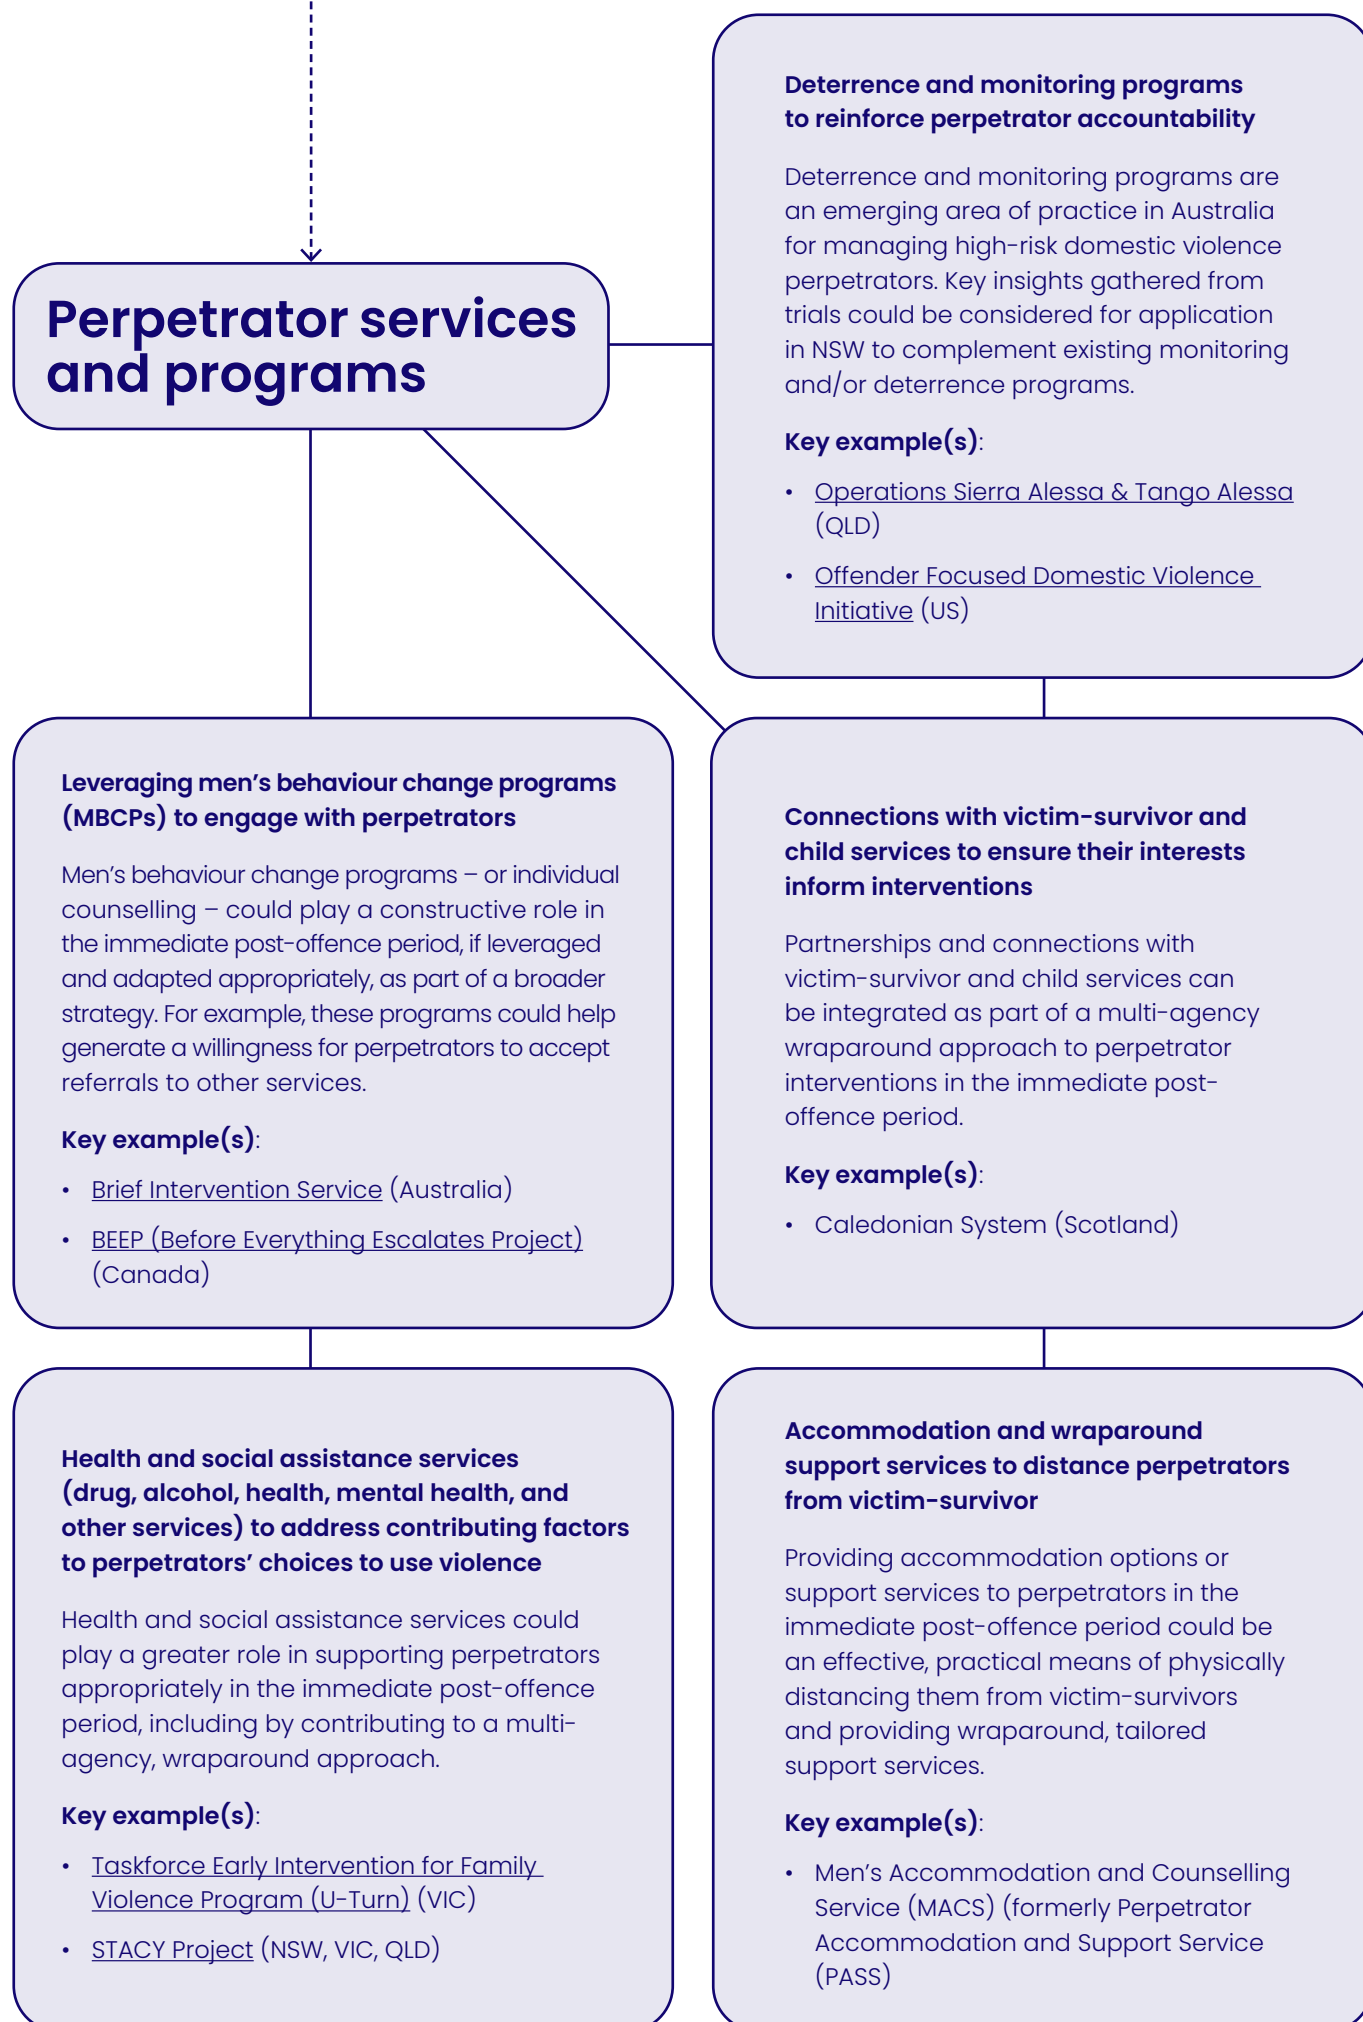 Perpetrator services
and programs
Deterrence and monitoring programs
to reinforce perpetrator accountability
Deterrence and monitoring programs are
an emerging area of practice in Australia
for managing high-risk domestic violence
perpetrators. Key insights gathered from
trials could be considered for application
in NSW to complement existing monitoring
and/or deterrence programs.
Key example(s):
• Operations Sierra Alessa & Tango Alessa
(QLD)
• Offender Focused Domestic Violence
Initiative (US)
Leveraging men’s behaviour change programs
(MBCPs) to engage with perpetrators
Men’s behaviour change programs – or individual
counselling – could play a constructive role in
the immediate post-offence period, if leveraged
and adapted appropriately, as part of a broader
strategy. For example, these programs could help
generate a willingness for perpetrators to accept
referrals to other services.
Key example(s):
• Brief Intervention Service (Australia)
• BEEP (Before Everything Escalates Project)
(Canada)
Connections with victim-survivor and
child services to ensure their interests
inform interventions
Partnerships and connections with
victim-survivor and child services can
be integrated as part of a multi-agency
wraparound approach to perpetrator
interventions in the immediate post-
offence period.
Key example(s):
• Caledonian System (Scotland)
Health and social assistance services
(drug, alcohol, health, mental health, and
other services) to address contributing factors
to perpetrators’ choices to use violence
Health and social assistance services could
play a greater role in supporting perpetrators
appropriately in the immediate post-offence
period, including by contributing to a multi-
agency, wraparound approach.
Key example(s):
• Taskforce Early Intervention for Family
Violence Program (U-Turn) (VIC)
• STACY Project (NSW, VIC, QLD)
Accommodation and wraparound
support services to distance perpetrators
from victim-survivor
Providing accommodation options or
support services to perpetrators in the
immediate post-offence period could be
an effective, practical means of physically
distancing them from victim-survivors
and providing wraparound, tailored
support services.
Key example(s):
• Men’s Accommodation and Counselling
Service (MACS) (formerly Perpetrator
Accommodation and Support Service
(PASS)